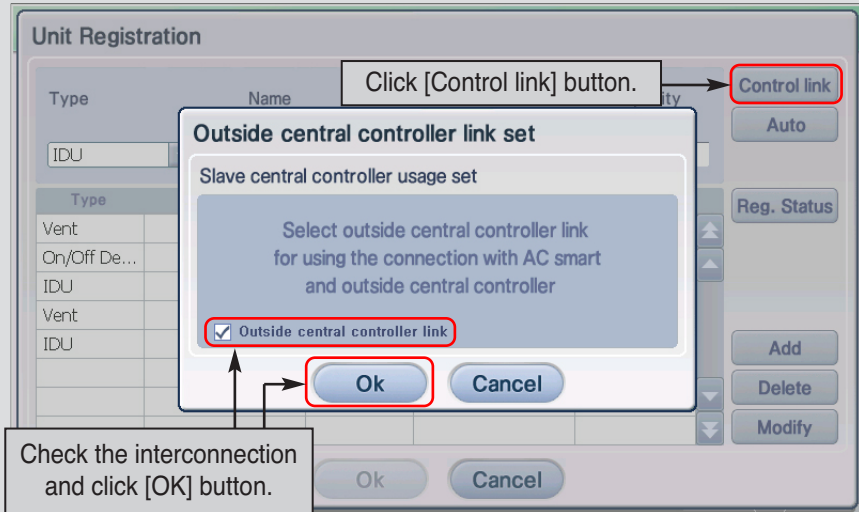 Unit Registration
Click [Control link] button.
Control link
Type
Name
ity
Auto
IDU
Outside central controller link set
Slave central controller usage set
Select outside central controller link
for using the connection with AC smart
and outside central controller
Outside central controller link
Ok
Cancel
Type
Reg. Status
Vent
On/Off De...
IDU
Vent
IDU
Add
Delete
Modify
Check the interconnection
and click [OK] button.
Ok
Cancel